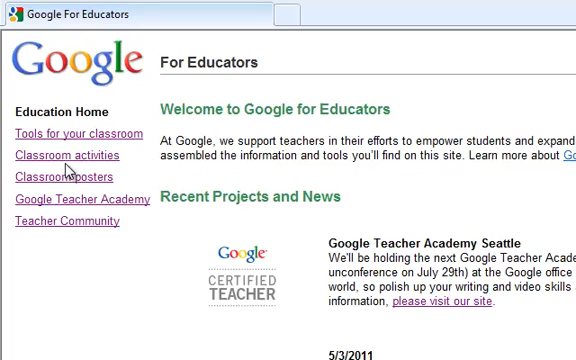 Google For Educators
Google
For Educators
Education Home
Tools for your classroom
Classroom activities
Classroom posters
Google Teacher Academy
Teacher Community
Welcome to Google for Educators
At Google, we support teachers in their efforts to empower students and expand
assembled the information and tools you'll find on this site. Learn more about
Recent Projects and News
Google
CERTIFIED
TEACHER
Google Teacher Academy Seattle
We'll be holding the next Google Teacher
unconference on July 29th) at the Google office
world, so polish up your writing and video skills
information, please visit our site.
5/3/2011